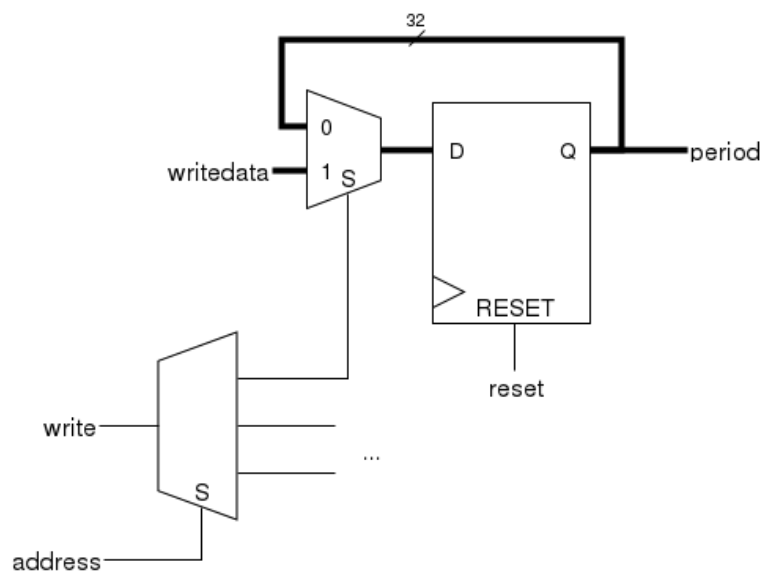 32
0
writedata
1
S
D
Q
period
RESET
reset
write
...
S
address